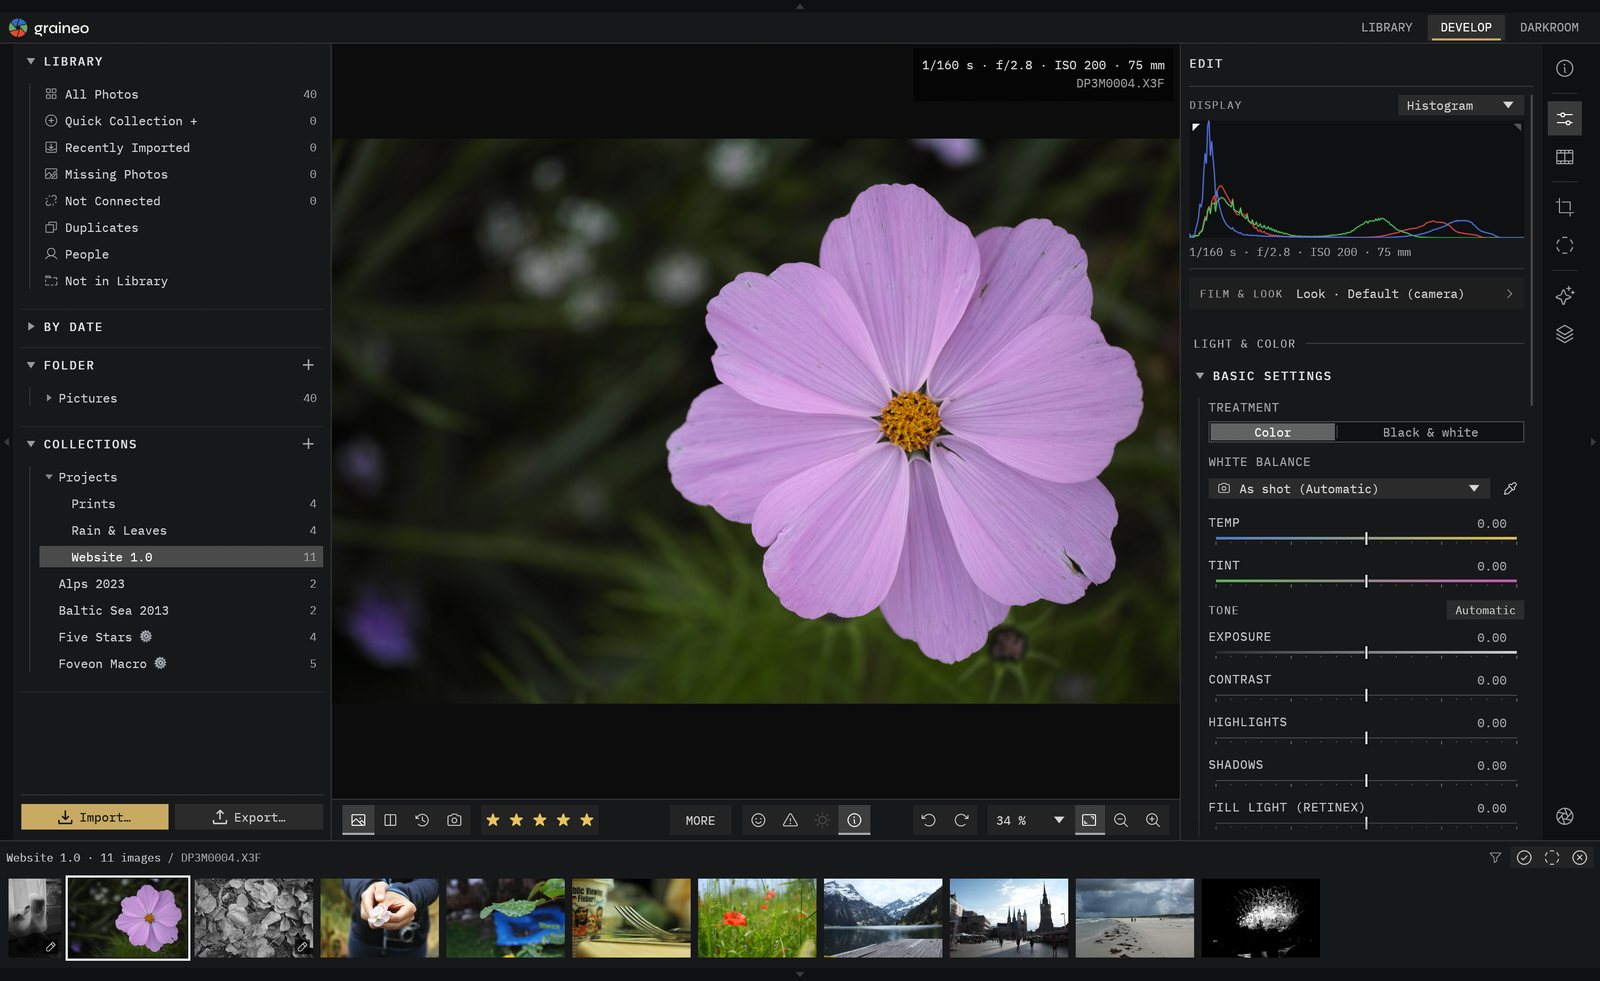 graineo
LIBRARY DEVELOP DARKROOM
LIBRARY
All Photos 40
Quick Collection + 0
Recently Imported 0
Missing Photos 0
Not Connected 0
Duplicates
People
Not in Library
BY DATE
FOLDER
Pictures 40
COLLECTIONS
Projects
Prints 4
Rain & Leaves 4
Website 1.0 11
Alps 2023 2
Baltic Sea 2013 2
Five Stars 4
Foveon Macro 5
Import…
Export…
1/160 s · f/2.8 · ISO 200 · 75 mm
DP3M0004.X3F
MORE
34 %
EDIT
DISPLAY
Histogram
1/160 s · f/2.8 · ISO 200 · 75 mm
FILM & LOOK Look · Default (camera)
LIGHT & COLOR
BASIC SETTINGS
TREATMENT
Color Black & white
WHITE BALANCE
As shot (Automatic)
TEMP 0.00
TINT 0.00
TONE Automatic
EXPOSURE 0.00
CONTRAST 0.00
HIGHLIGHTS 0.00
SHADOWS 0.00
FILL LIGHT (RETINEX) 0.00
Website 1.0 · 11 images / DP3M0004.X3F